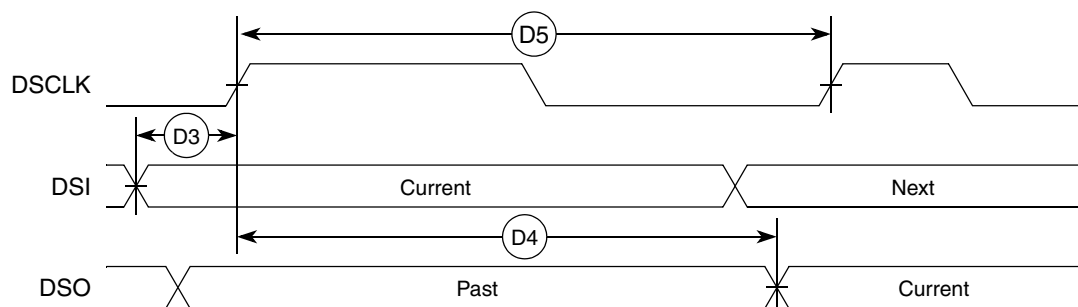 D5
DSCLK
D3
DSI
Current
Next
D4
DSO
Past
Current